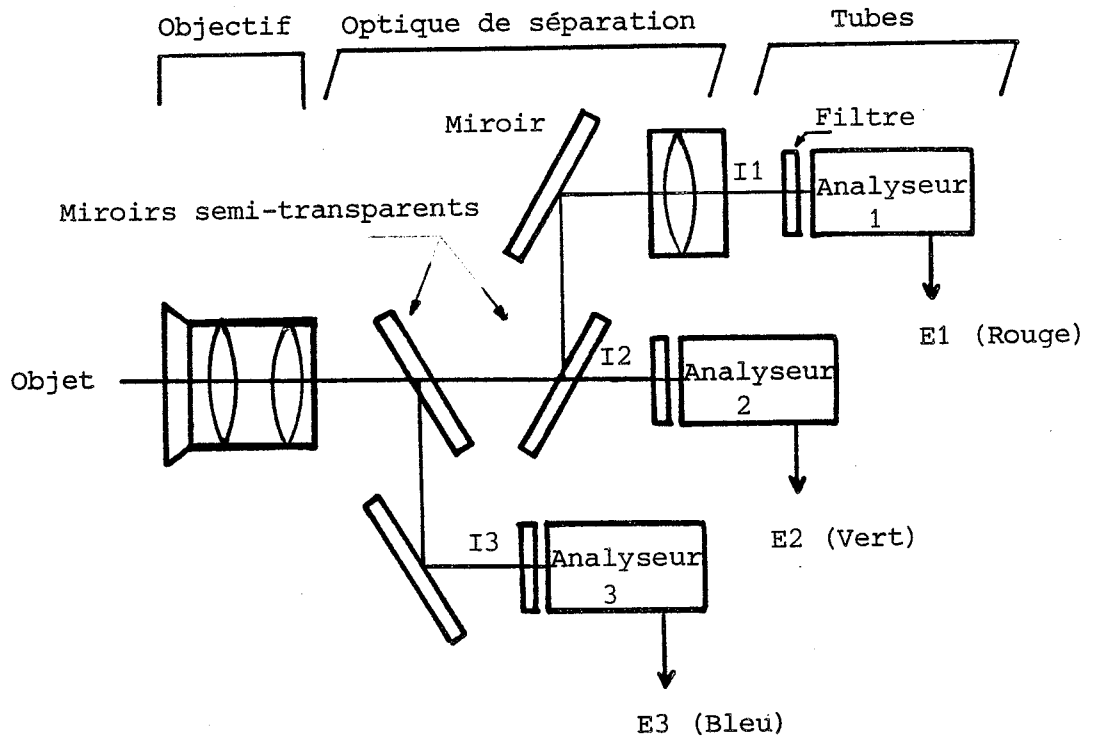 Objectif
Optique de séparation
Tubes
Miroir
Filtre
I1
Analyseur
1
Miroirs semi-transparents
E1 (Rouge)
Objet
I2
Analyseur
2
E2 (Vert)
I3
Analyseur
3
E3 (Bleu)